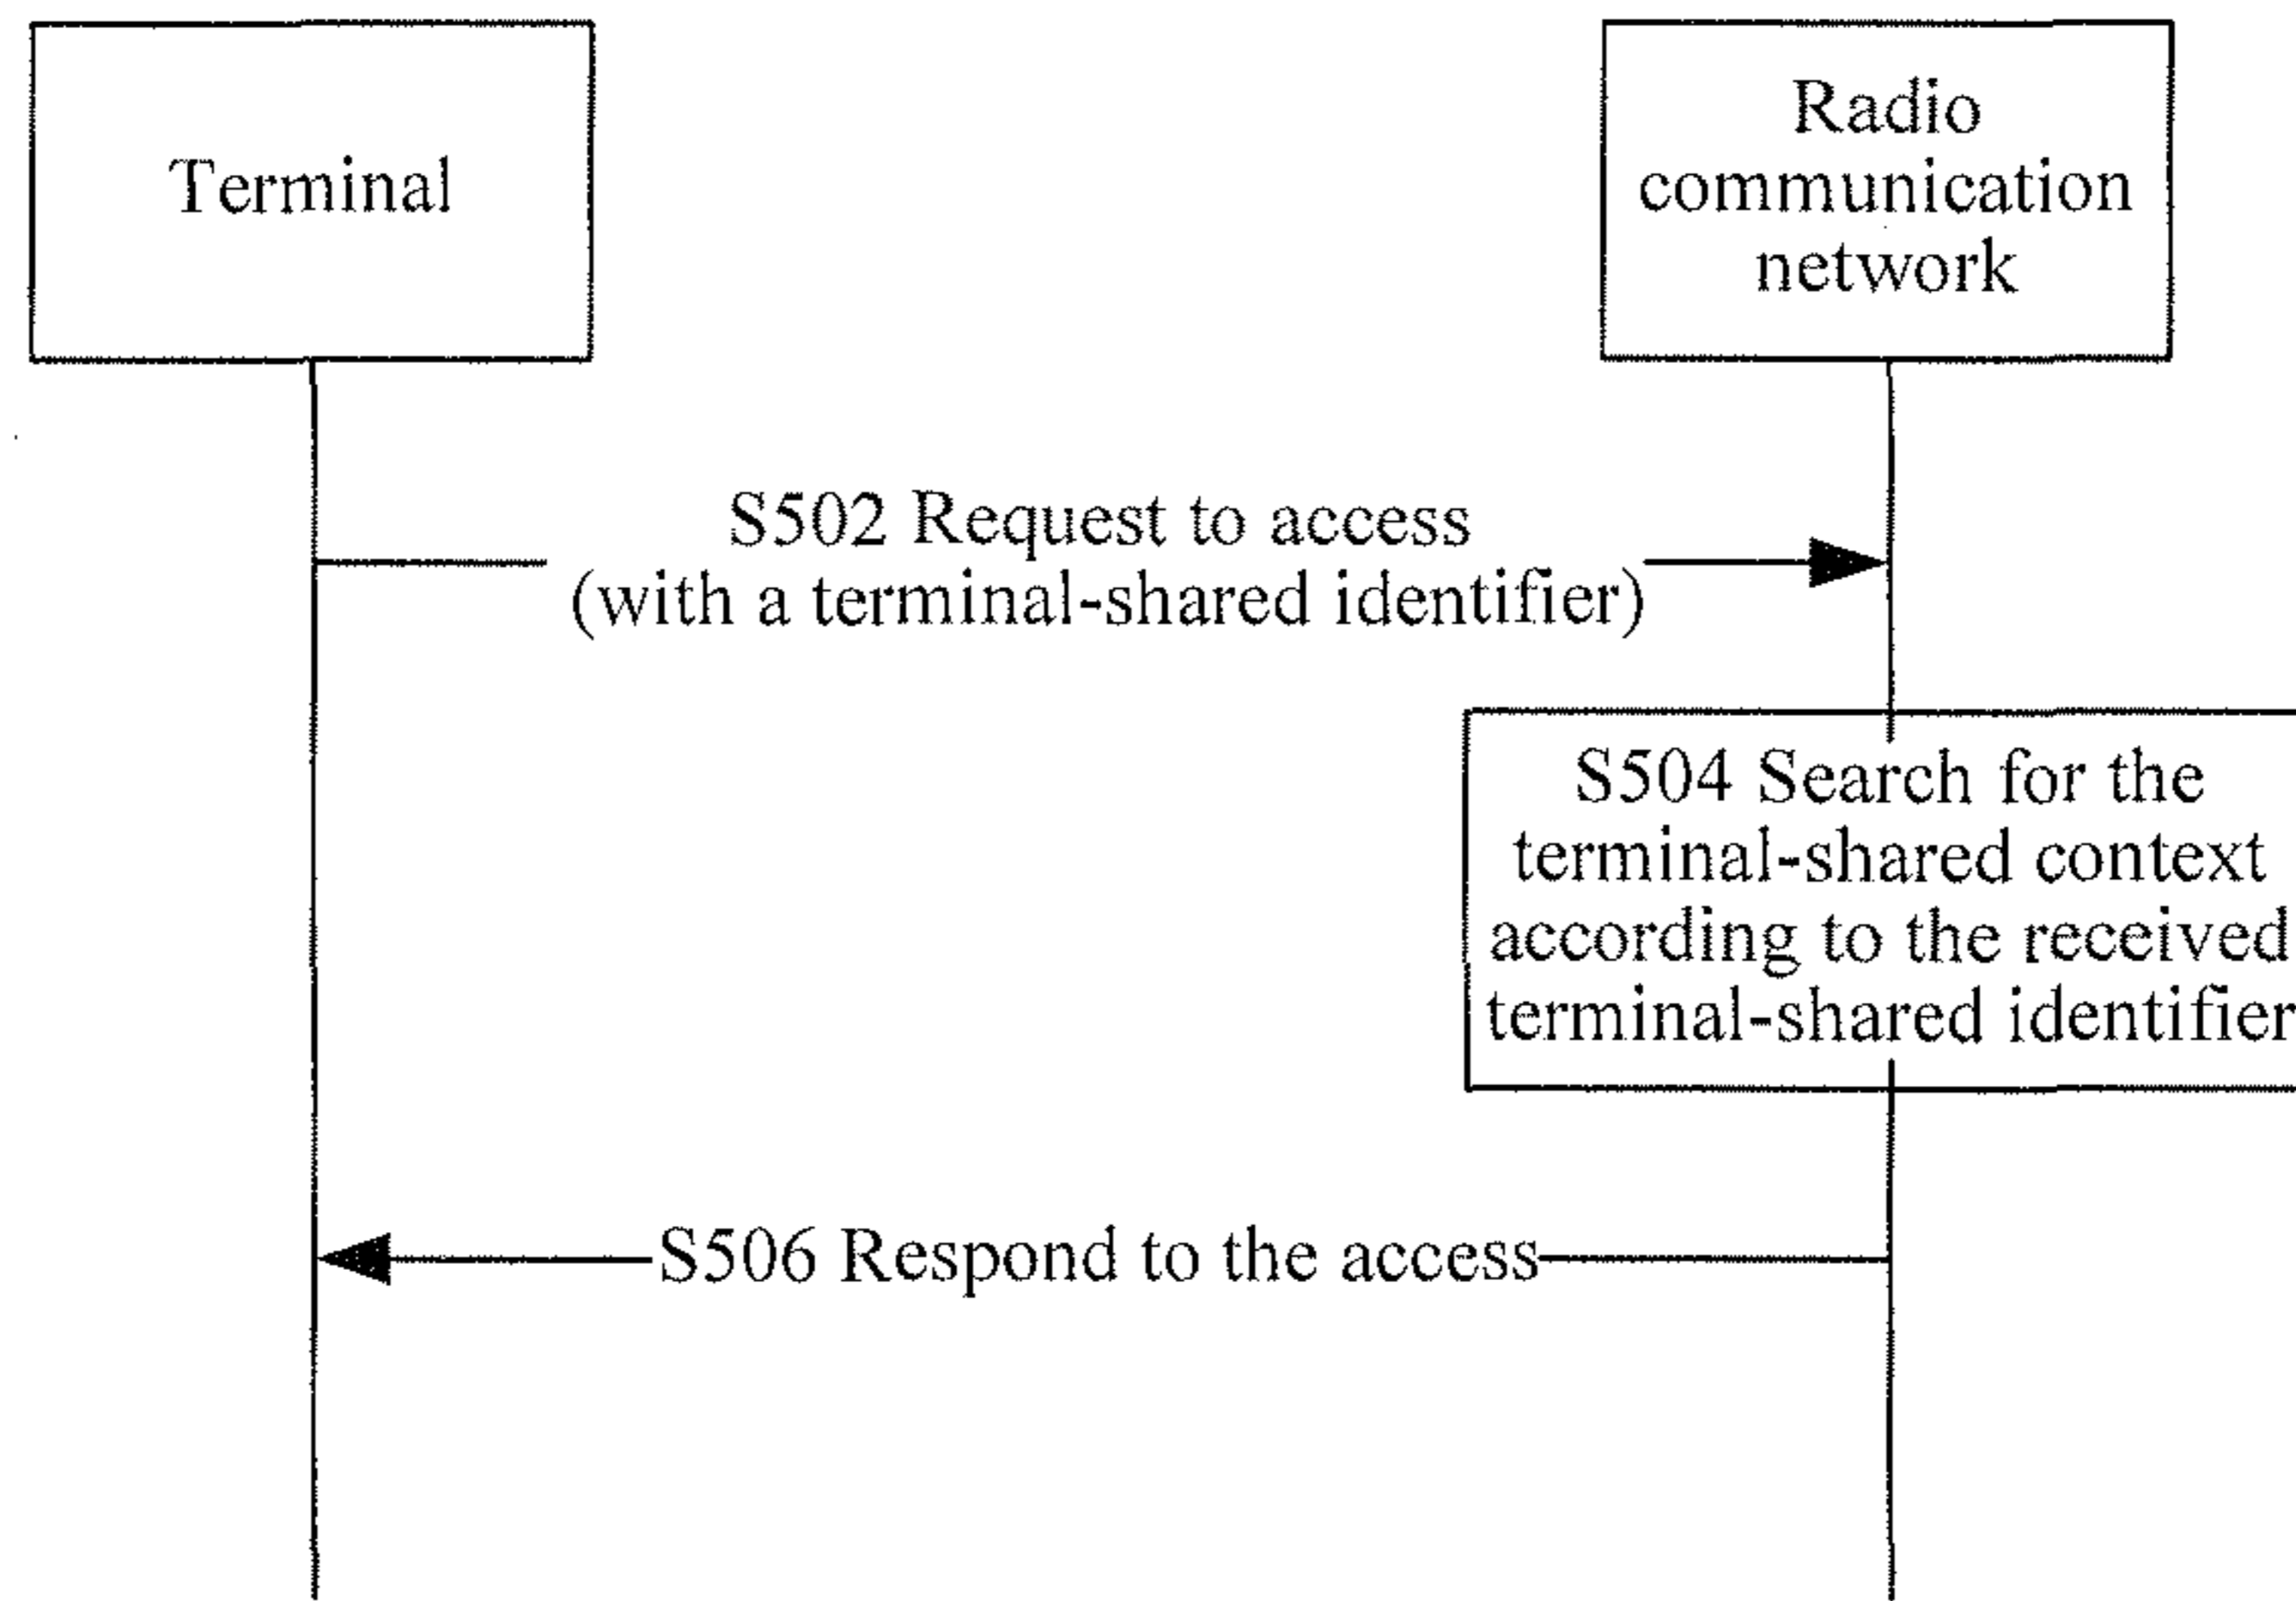 Terminal
Radio
communication
network
S502 Request to access
(with a terminal-shared identifier)
S504 Search for the
terminal-shared context
according to the received
terminal-shared identifier
S506 Respond to the access